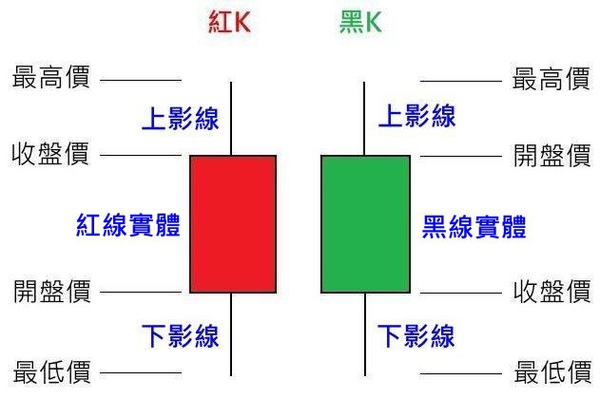 紅K 黑K
最高價 最高價
上影線 上影線
收盤價 開盤價
紅線實體 黑線實體
開盤價 收盤價
下影線 下影線
最低價 最低價